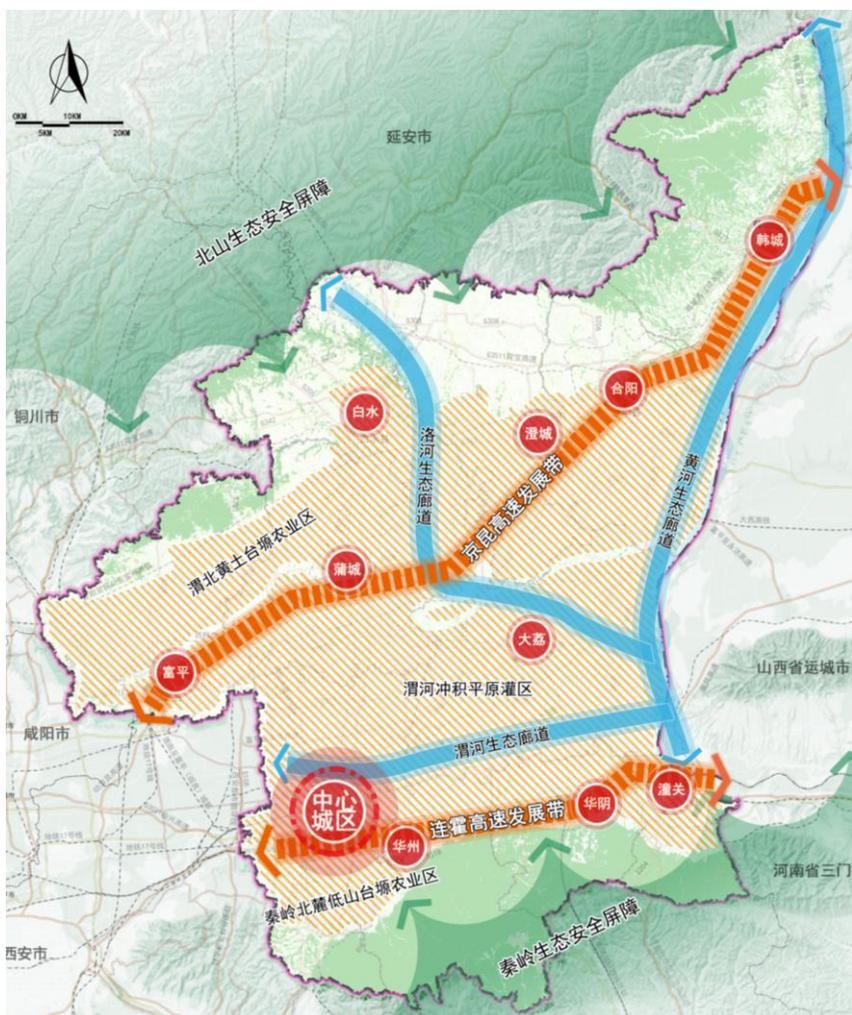 0KM
10KM
5KM
20KM
延安市
北山生态安全屏障
韩城
铜川市
合阳
白水
澄城
洛河生态廊道
黄河生态廊道
京昆高速发展带
渭北黄土台塬农业区
蒲城
大荔
富平
山西省运城市
渭河冲积平原灌区
咸阳市
渭河生态廊道
中心
城区
潼关
华阴
连霍高速发展带
华州
河南省三门
秦岭北麓低山台塬农业区
西安市
秦岭生态安全屏障